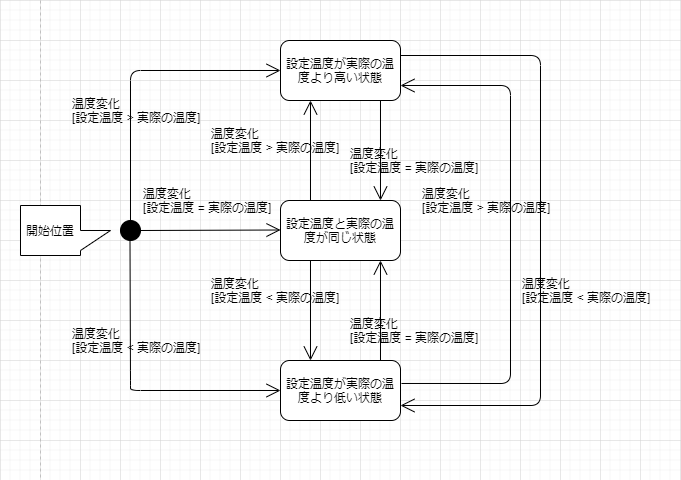 設定温度が実際の温
度より高い状態
温度変化
[設定温度 > 実際の温度]
温度変化
[設定温度 > 実際の温度]
温度変化
[設定温度 = 実際の温度]
温度変化
[設定温度 = 実際の温度]
温度変化
[設定温度 > 実際の温度]
開始位置
設定温度と実際の温
度が同じ状態
温度変化
[設定温度 < 実際の温度]
温度変化
[設定温度 < 実際の温度]
温度変化
[設定温度 < 実際の温度]
温度変化
[設定温度 = 実際の温度]
設定温度が実際の温
度より低い状態